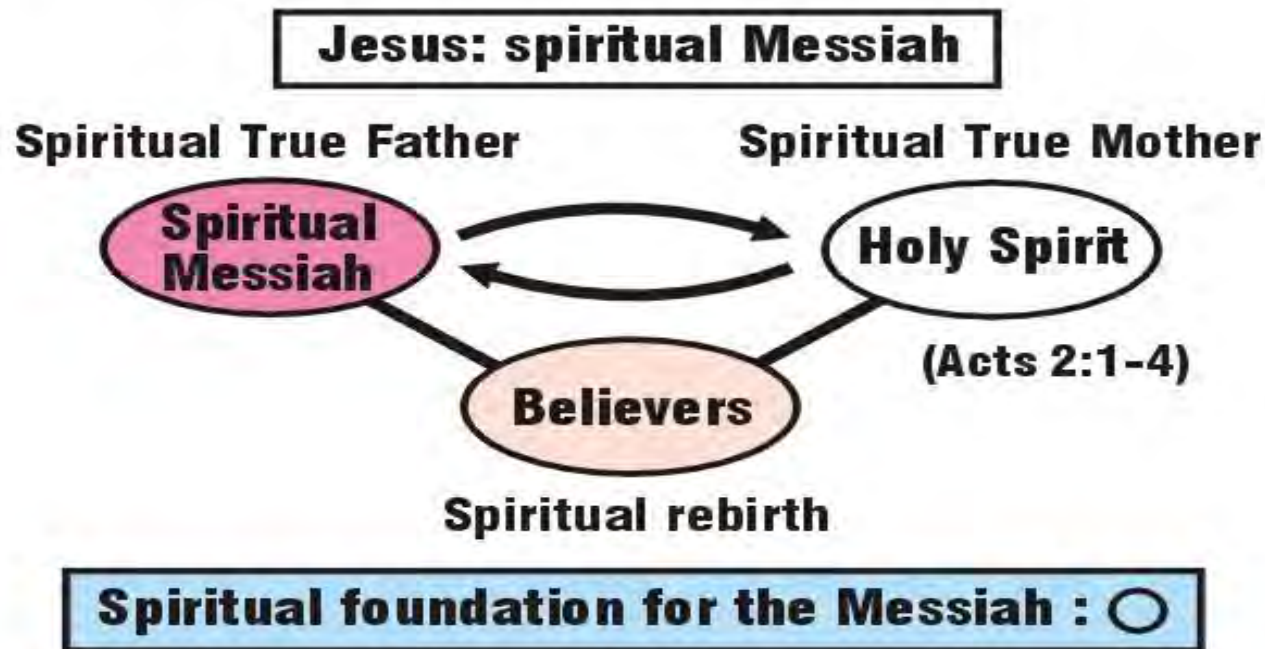 Jesus: spiritual Messiah
Spiritual True Father
Spiritual True Mother
Spiritual
Messiah
Holy Spirit
(Acts 2:1-4)
Believers
Spiritual rebirth
Spiritual foundation for the Messiah : ○